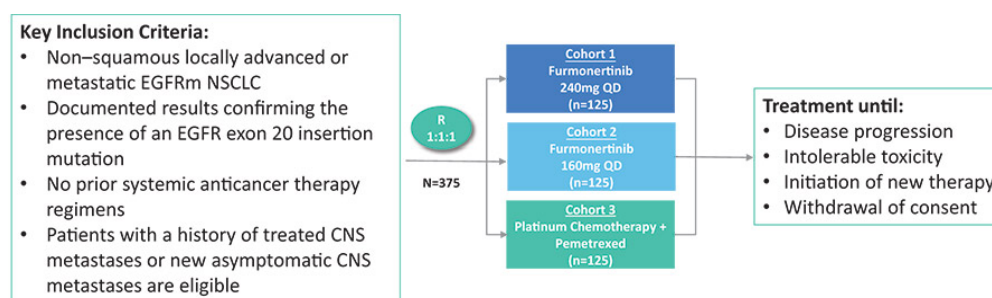 Key Inclusion Criteria:
• Non–squamous locally advanced or
metastatic EGFRm NSCLC
• Documented results confirming the
presence of an EGFR exon 20 insertion
mutation
• No prior systemic anticancer therapy
regimens
• Patients with a history of treated CNS
metastases or new asymptomatic CNS
metastases are eligible
R
1:1:1
N=375
Cohort 1
Furmonertinib
240mg QD
(n=125)
Cohort 2
Furmonertinib
160mg QD
(n=125)
Cohort 3
Platinum Chemotherapy +
Pemetrexed
(n=125)
Treatment until:
• Disease progression
• Intolerable toxicity
• Initiation of new therapy
• Withdrawal of consent